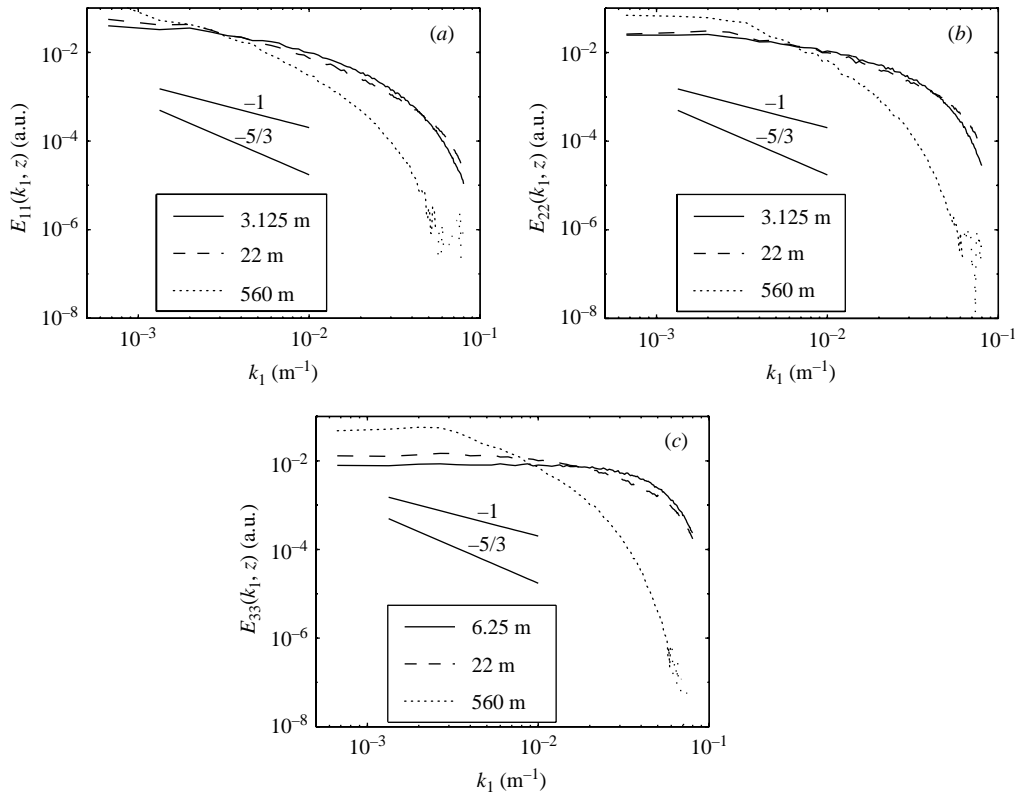 (a)
10⁻²
10⁻⁴
10⁻⁶
10⁻⁸
E₁₁(k₁, z) (a.u.)
–1
–5/3
3.125 m
22 m
560 m
10⁻³
10⁻²
10⁻¹
k₁ (m⁻¹)
(b)
10⁻²
10⁻⁴
10⁻⁶
10⁻⁸
E₂₂(k₁, z) (a.u.)
–1
–5/3
3.125 m
22 m
560 m
10⁻³
10⁻²
10⁻¹
k₁ (m⁻¹)
(c)
10⁻²
10⁻⁴
10⁻⁶
10⁻⁸
E₃₃(k₁, z) (a.u.)
–1
–5/3
6.25 m
22 m
560 m
10⁻³
10⁻²
10⁻¹
k₁ (m⁻¹)